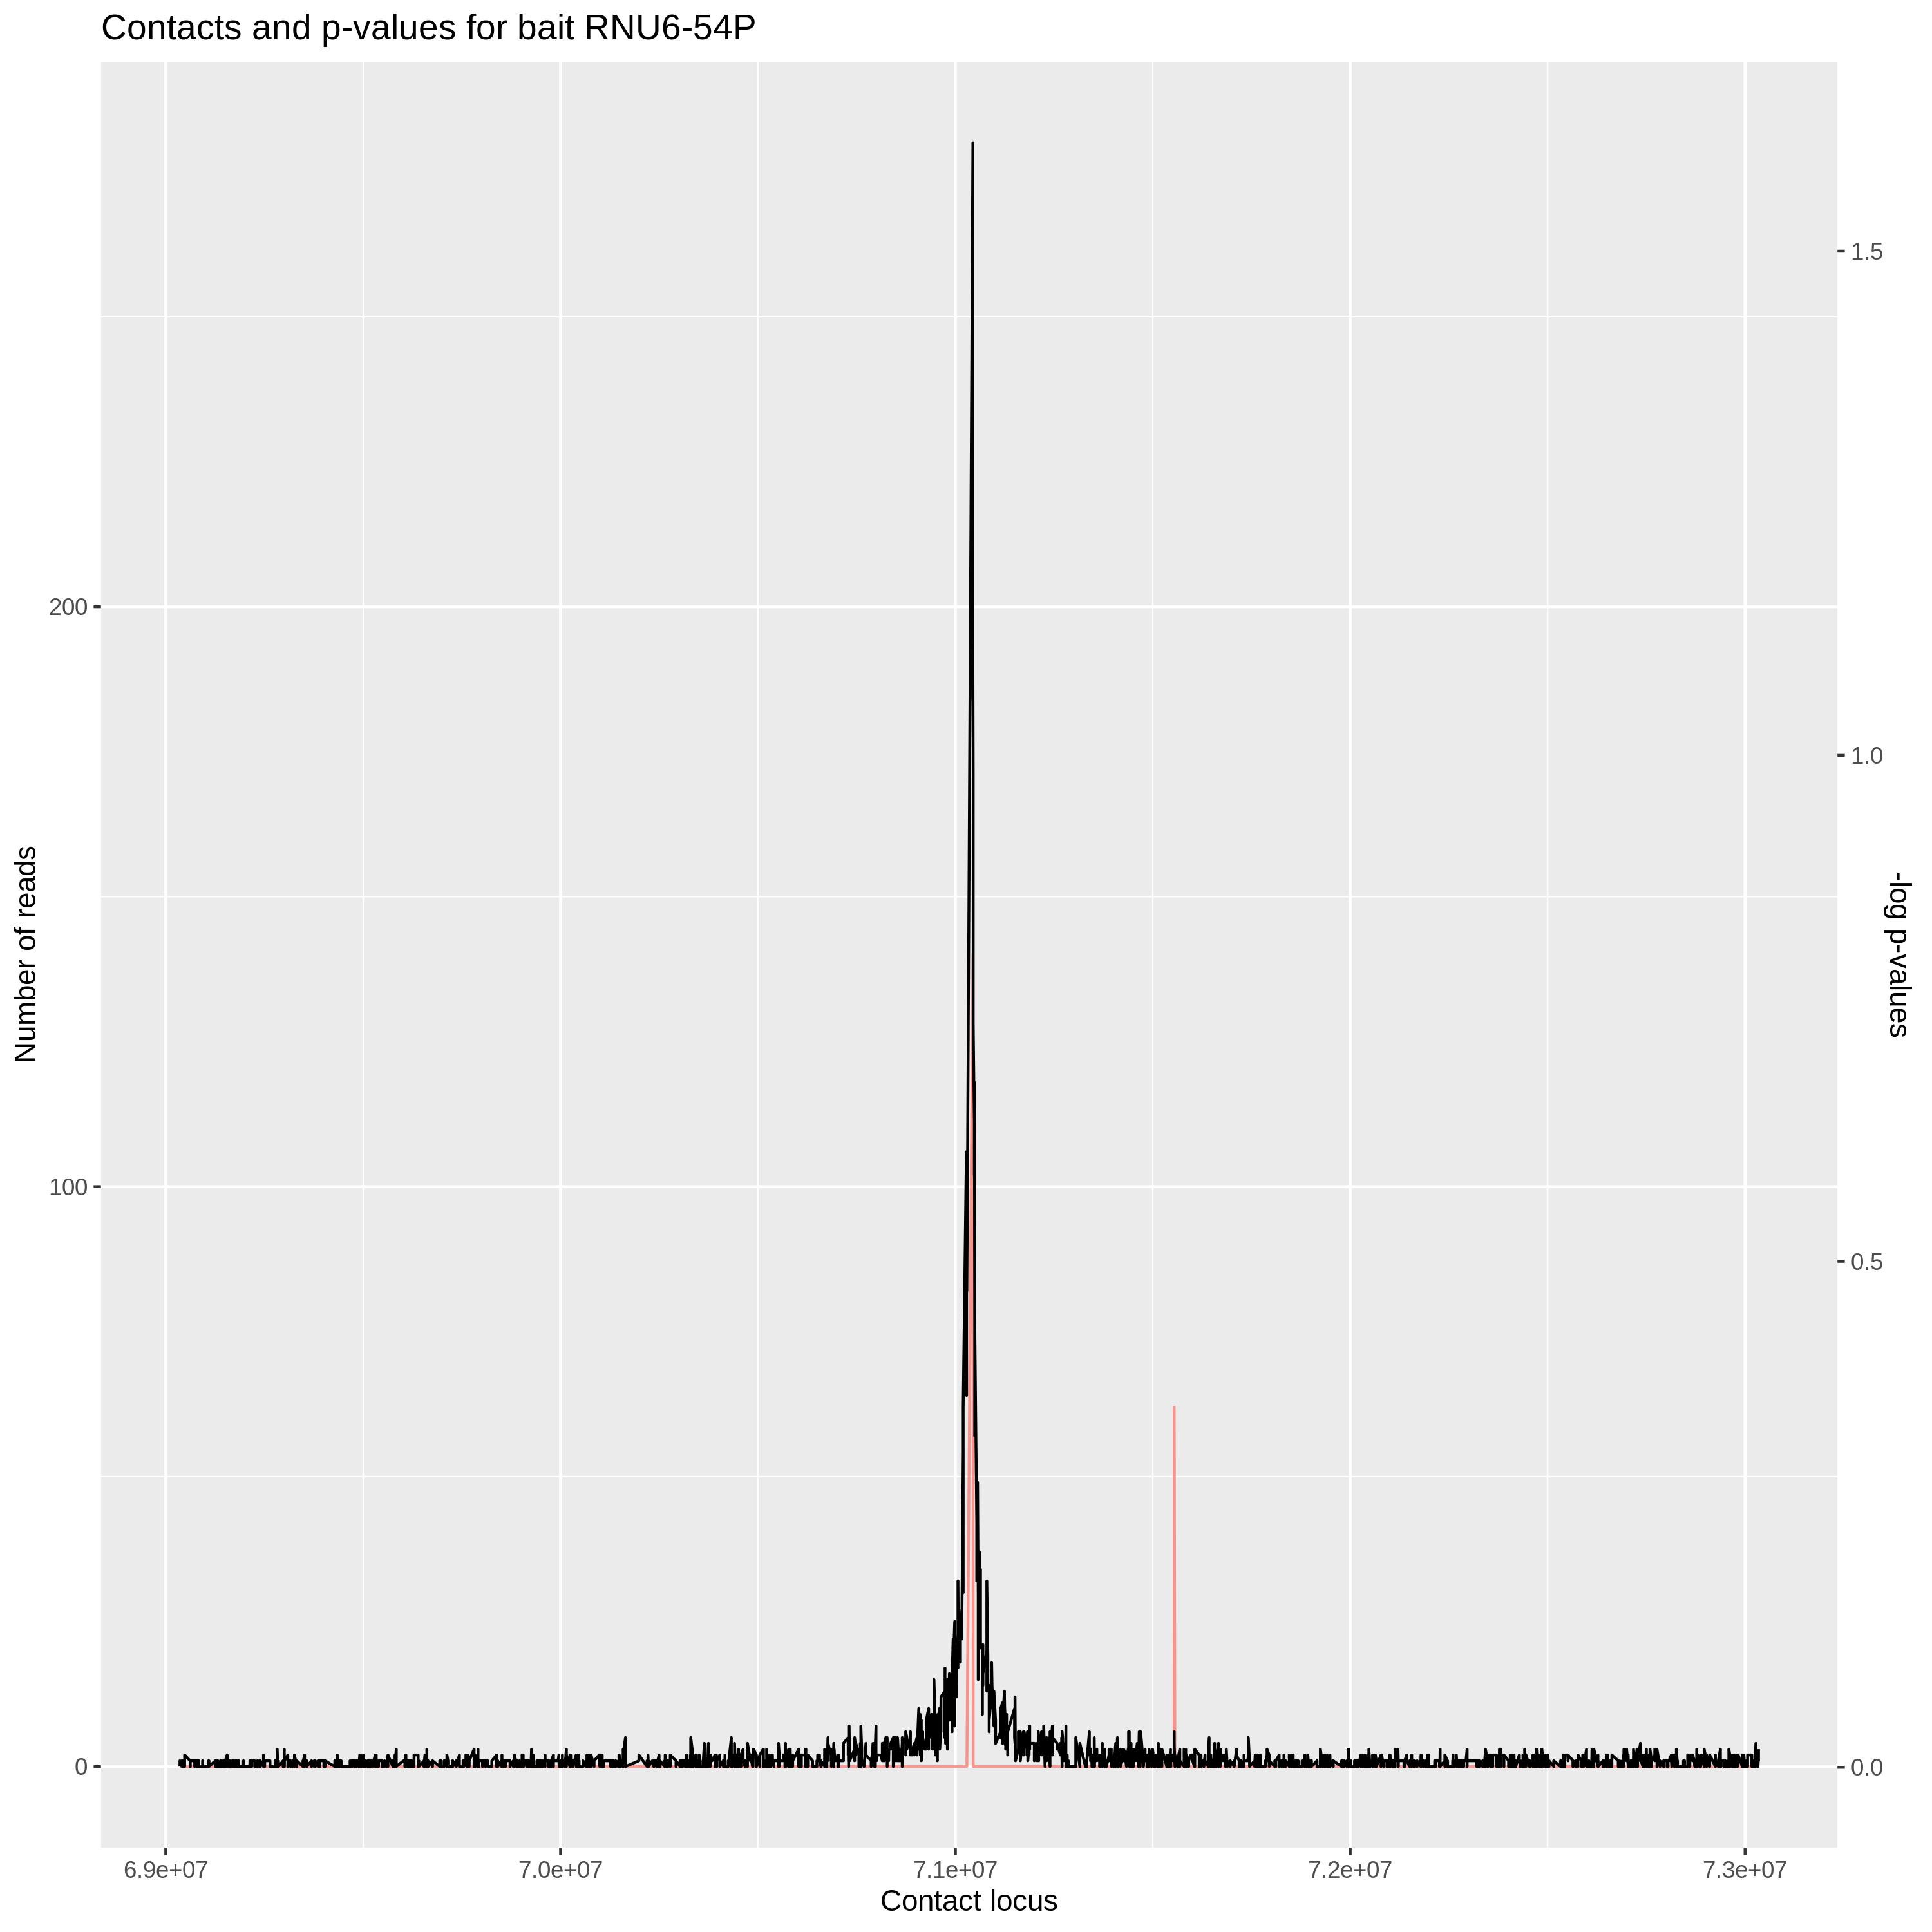 Contacts and p-values for bait RNU6-54P
200
100
0
Number of reads
1.5
1.0
0.5
0.0
-log p-values
6.9e+07
7.0e+07
7.1e+07
7.2e+07
7.3e+07
Contact locus